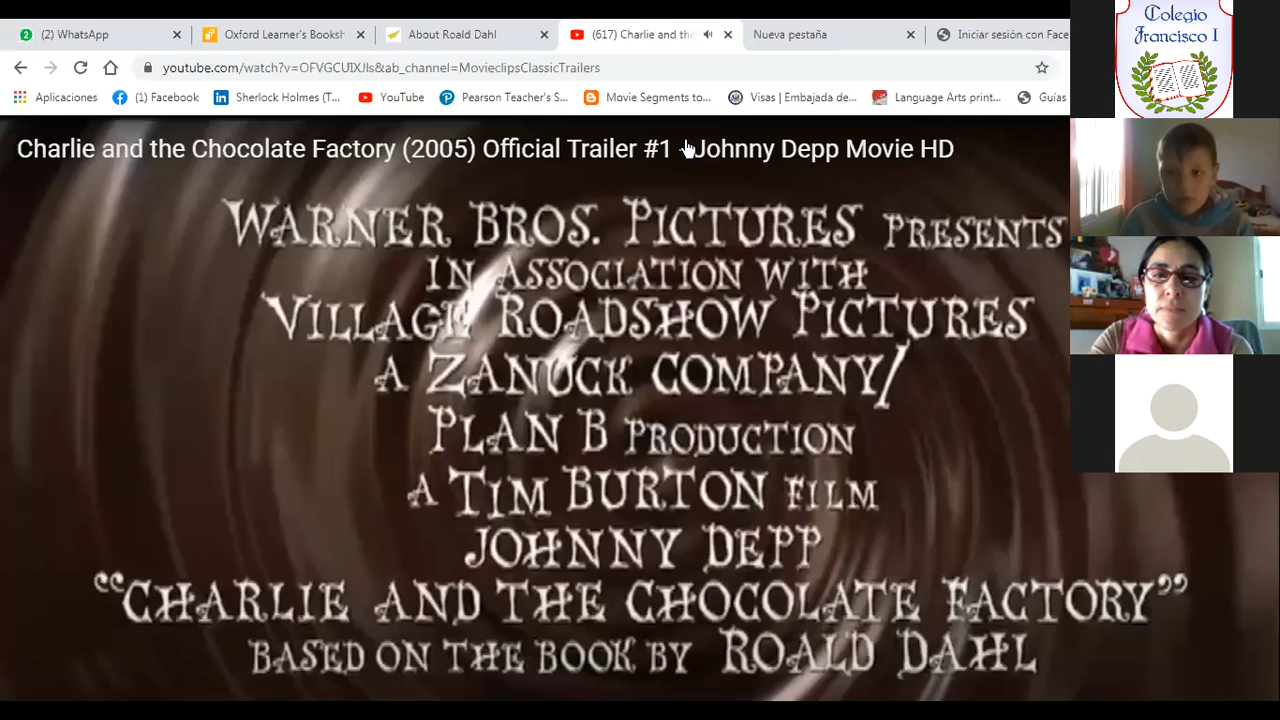 (2) WhatsApp
Oxford Learner's Booksh
About Roald Dahl
(617) Charlie and the
Nueva pestaña
Iniciar sesión con Face
youtube.com/watch?v=OFVGCUIXJls&ab_channel=MovieclipsClassicTrailers
Aplicaciones
(1) Facebook
Sherlock Holmes (T...
YouTube
Pearson Teacher's S...
Movie Segments to...
Visas | Embajada de...
Language Arts print...
Guías
Colegio
Francisco I
Charlie and the Chocolate Factory (2005) Official Trailer #1 - Johnny Depp Movie HD
WARNER BROS. PICTURES PRESENTS
IN ASSOCIATION WITH
VILLAGE ROADSHOW PICTURES
A ZANUCK COMPANY/
PLAN B PRODUCTION
A TIM BURTON FILM
JOHNNY DEPP
“CHARLIE AND THE CHOCOLATE FACTORY”
BASED ON THE BOOK BY ROALD DAHL